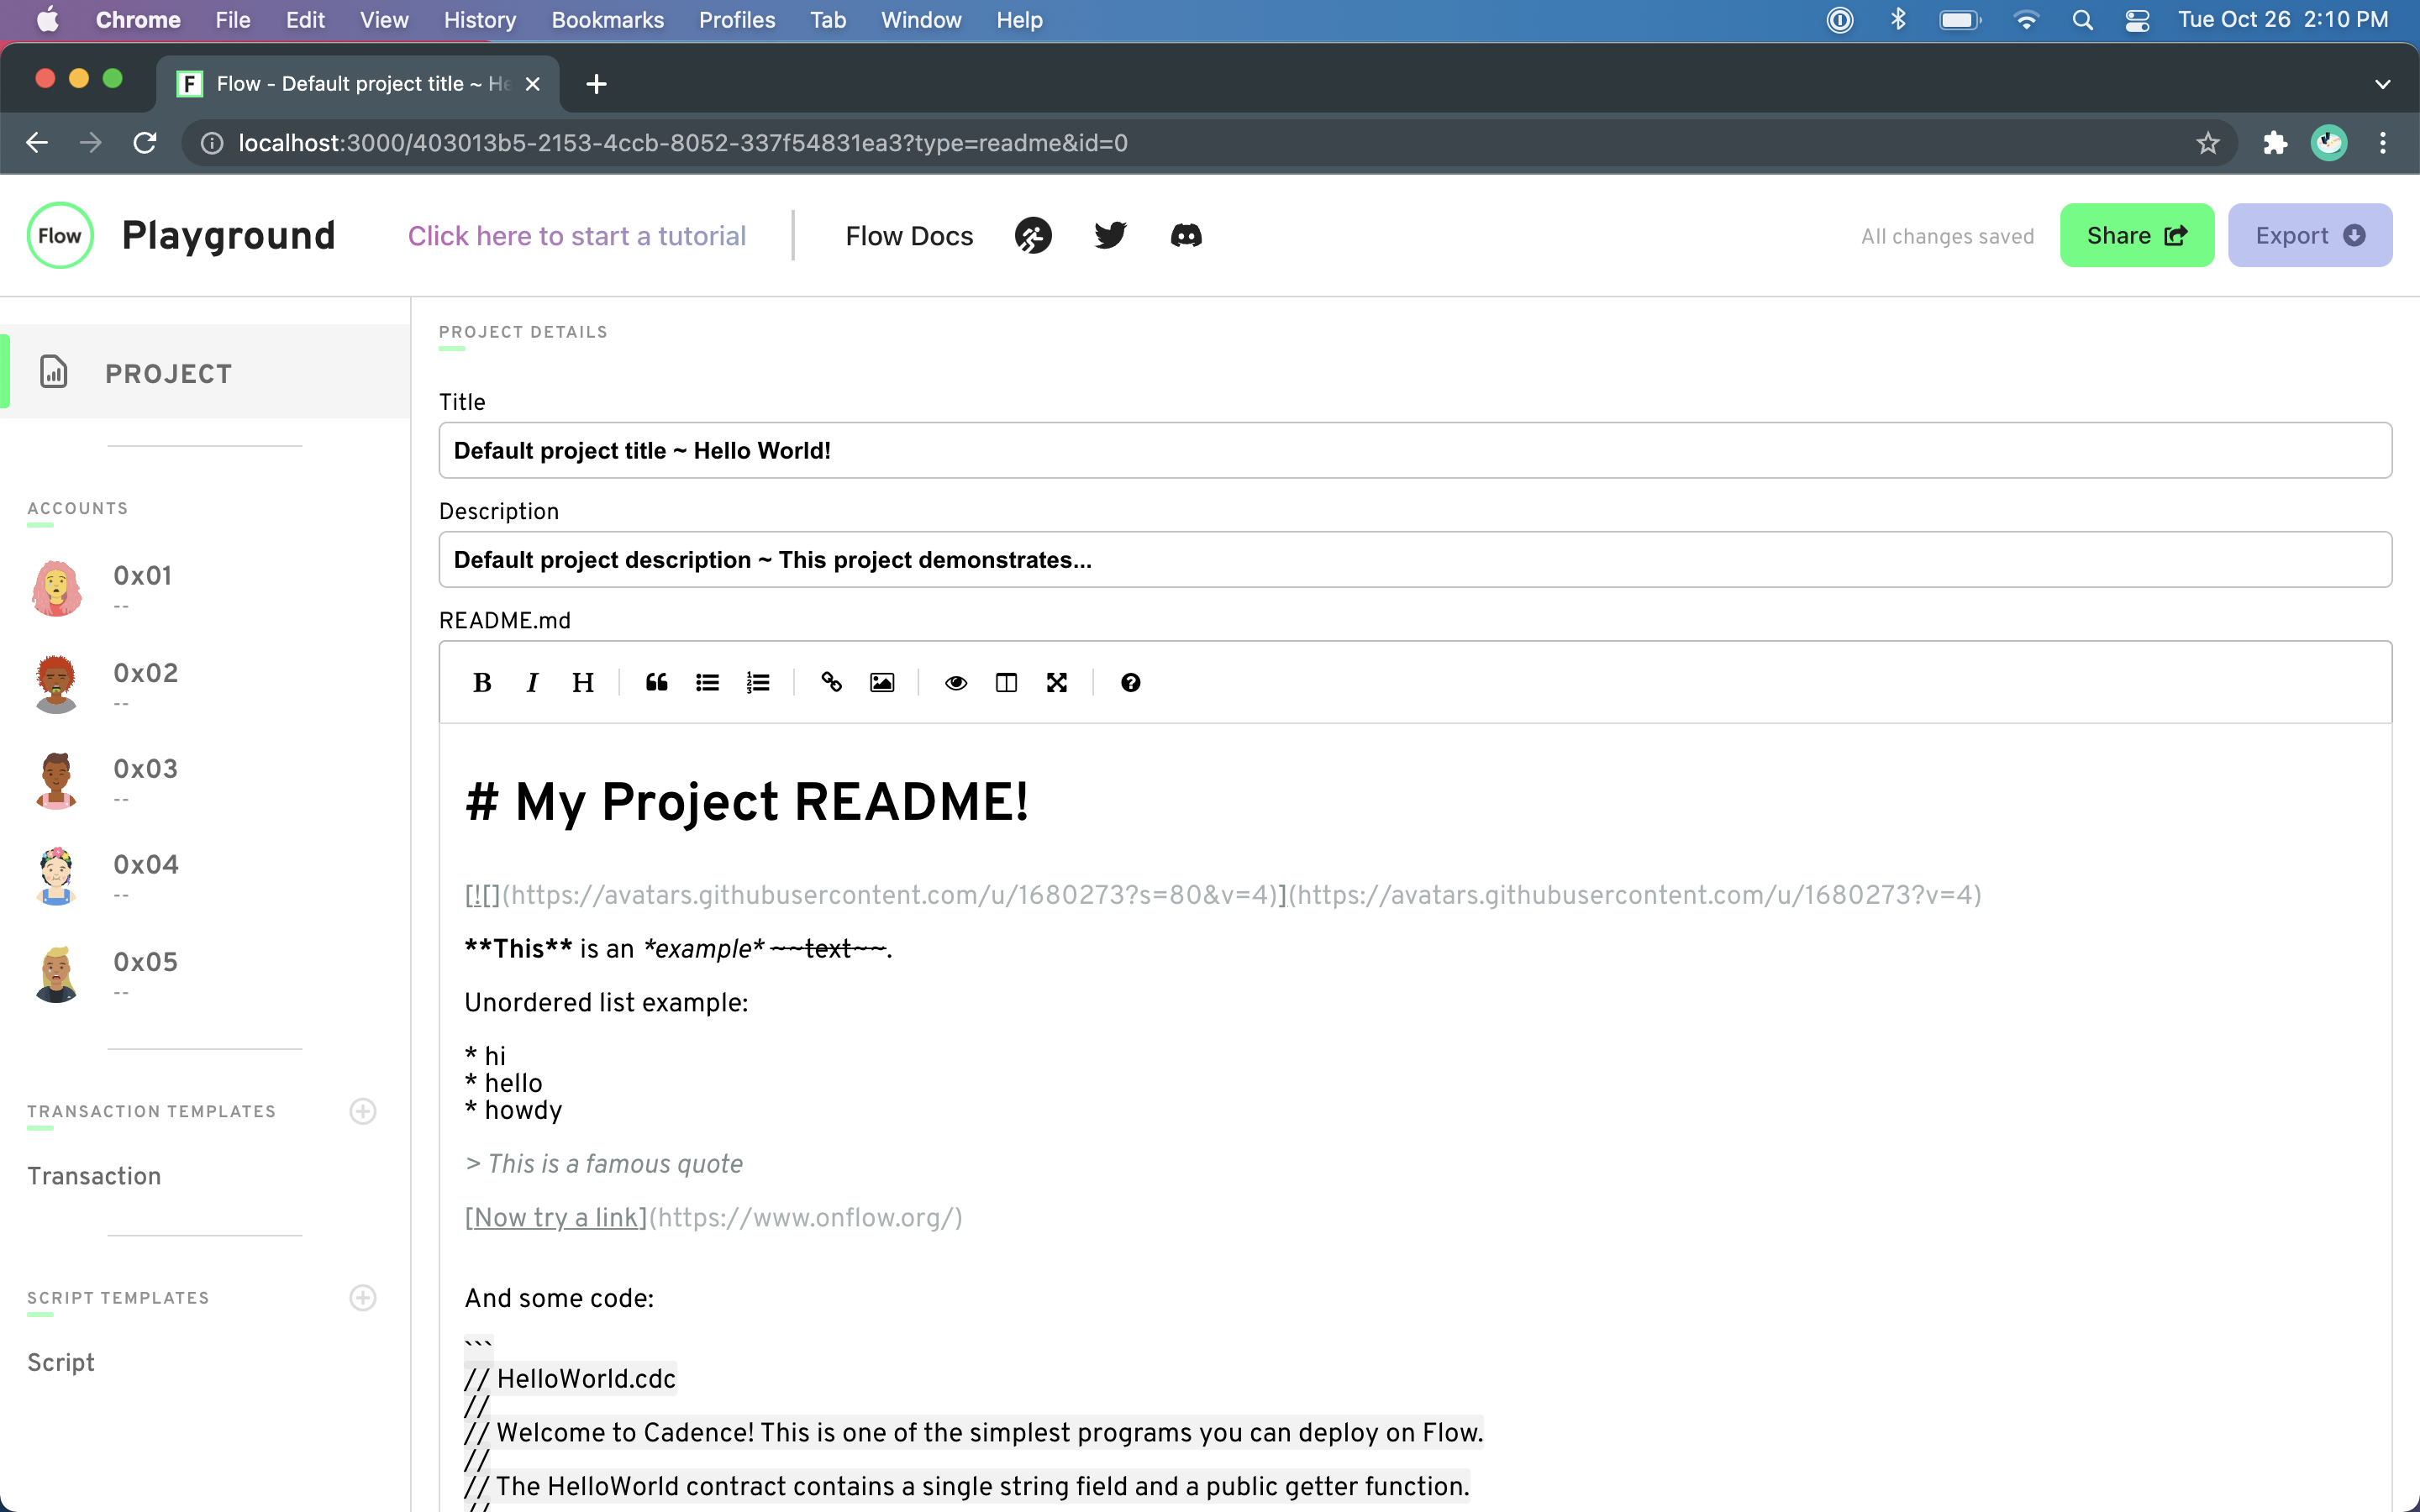 Chrome File Edit View History Bookmarks Profiles Tab Window Help Tue Oct 26 2:10 PM
F Flow - Default project title ~ He
localhost:3000/403013b5-2153-4ccb-8052-337f54831ea3?type=readme&id=0
Flow Playground Click here to start a tutorial Flow Docs All changes saved Share Export
PROJECT
ACCOUNTS
0x01
--
0x02
--
0x03
--
0x04
--
0x05
--
TRANSACTION TEMPLATES
Transaction
SCRIPT TEMPLATES
Script
PROJECT DETAILS
Title
Default project title ~ Hello World!
Description
Default project description ~ This project demonstrates...
README.md
B I H
# My Project README!
[![](https://avatars.githubusercontent.com/u/1680273?s=80&v=4)](https://avatars.githubusercontent.com/u/1680273?v=4)
**This** is an *example* ~~text~~.
Unordered list example:
* hi
* hello
* howdy
> This is a famous quote
[Now try a link](https://www.onflow.org/)
And some code:
```
// HelloWorld.cdc
//
// Welcome to Cadence! This is one of the simplest programs you can deploy on Flow.
//
// The HelloWorld contract contains a single string field and a public getter function.
//